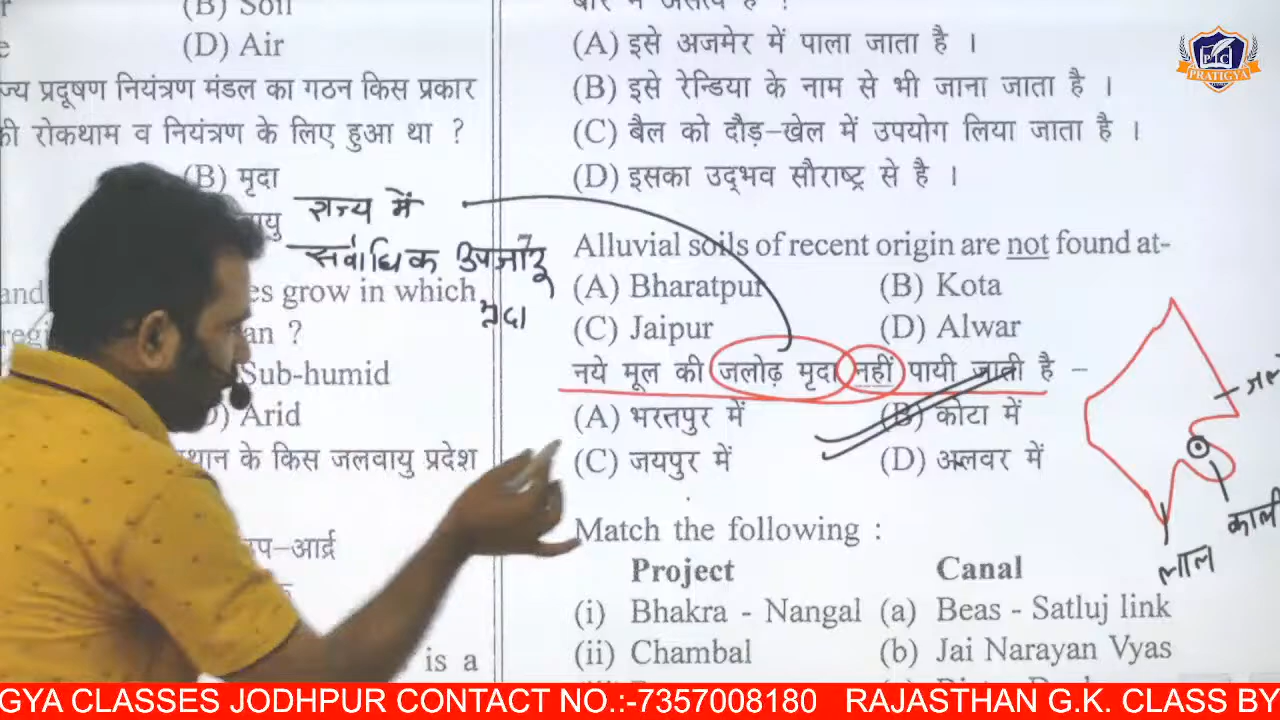 (B) Soil
(D) Air
प्रदूषण नियंत्रण मंडल का गठन किस प्रकार
की रोकथाम व नियंत्रण के लिए हुआ था ?
(B) मृदा
and
grow in which
Sub-humid
Arid
के किस जलवायु प्रदेश
is a
राज्य में
सर्वाधिक उपजाऊ
मृदा
(A) इसे अजमेर में पाला जाता है ।
(B) इसे रेन्डिया के नाम से भी जाना जाता है ।
(C) बैल को दौड़-खेल में उपयोग लिया जाता है ।
(D) इसका उद्भव सौराष्ट्र से है ।
Alluvial soils of recent origin are not found at-
(A) Bharatpur (B) Kota
(C) Jaipur (D) Alwar
नये मूल की जलोढ़ मृदा नहीं पायी जाती है -
(A) भरतपुर में (B) कोटा में
(C) जयपुर में (D) अलवर में
लाल
काली
Match the following :
Project Canal
(i) Bhakra - Nangal (a) Beas - Satluj link
(ii) Chambal (b) Jai Narayan Vyas
PTC
PRATIGYA
GYA CLASSES JODHPUR CONTACT NO.:-7357008180 RAJASTHAN G.K. CLASS BY